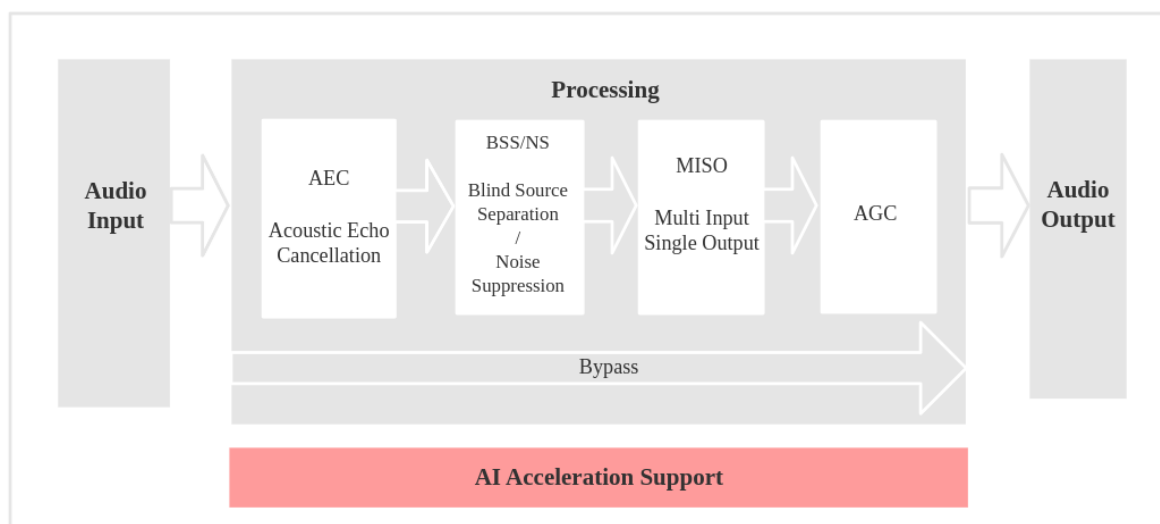 Processing
Audio
Input
AEC
Acoustic Echo
Cancellation
BSS/NS
Blind Source
Separation
/
Noise
Suppression
MISO
Multi Input
Single Output
AGC
Bypass
Audio
Output
AI Acceleration Support